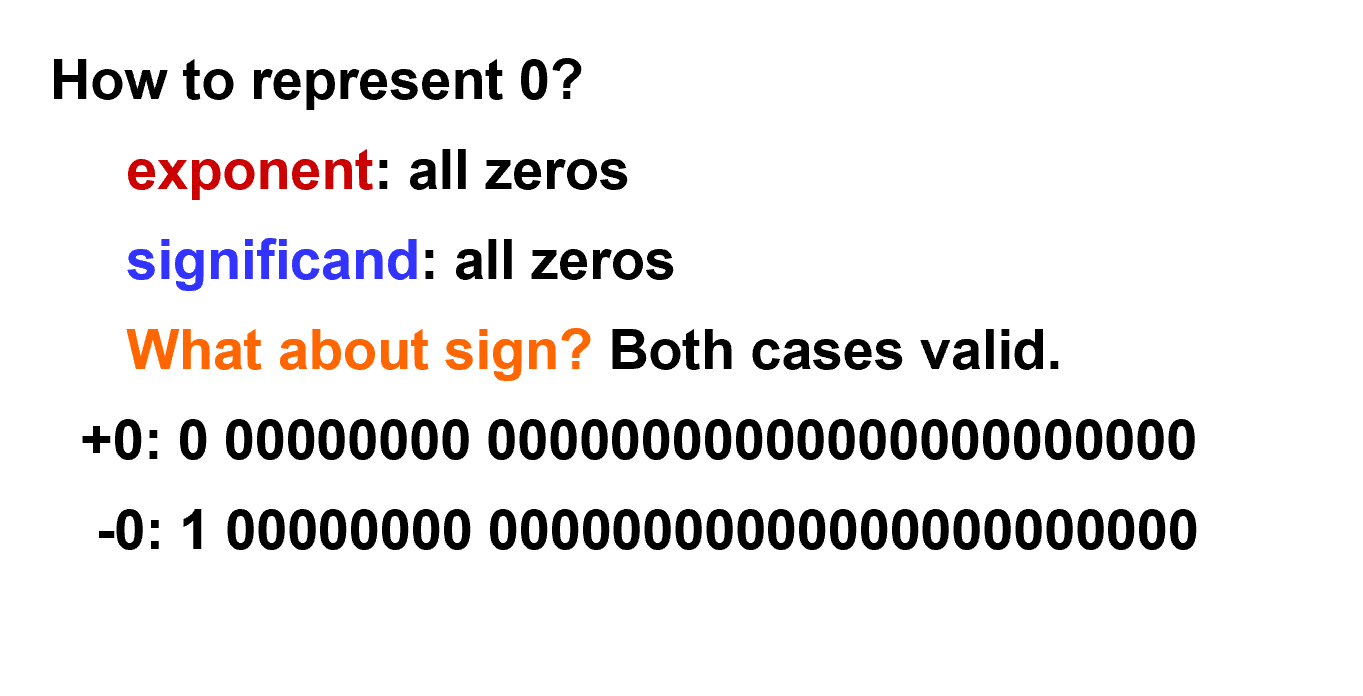 How to represent 0?
exponent: all zeros
significand: all zeros
What about sign? Both cases valid.
+0: 0 00000000 00000000000000000000000
-0: 1 00000000 00000000000000000000000